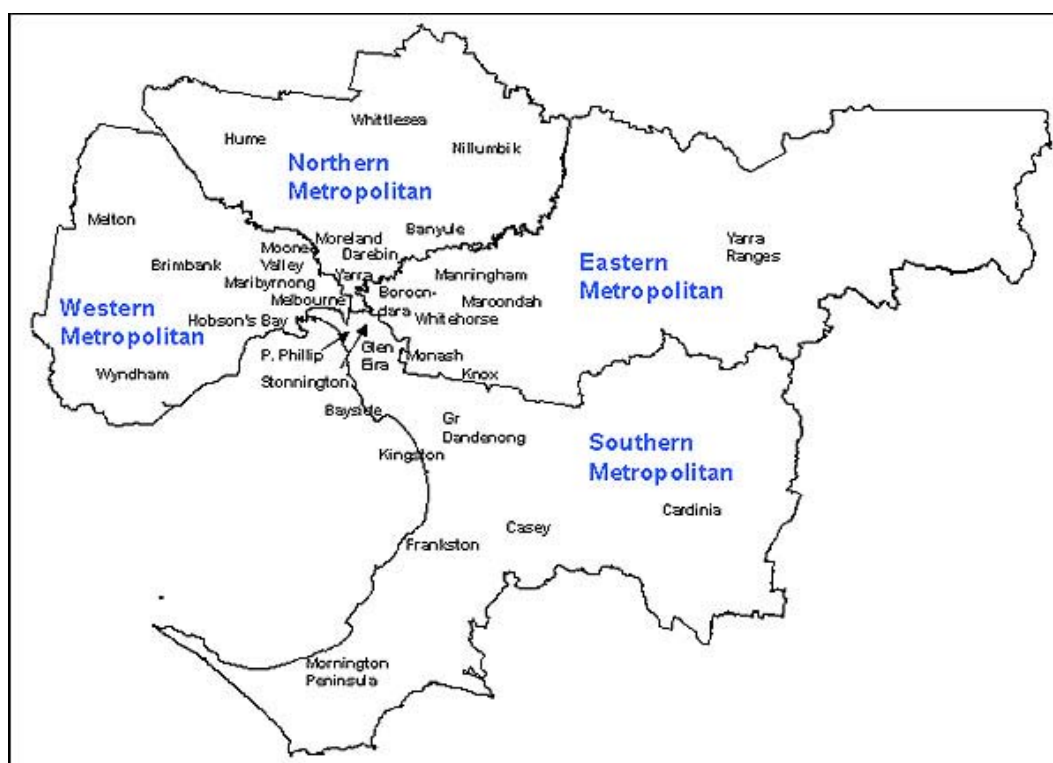 Whittlesea
Hume
Nillumbik
Northern
Metropolitan
Melton
Moreland
Banyule
Moonee
Valley
Darebin
Yarra
Ranges
Brimbank
Yarra
Manningham
Eastern
Metropolitan
Maribyrnong
Melbourne
Boroon-
dara
Maroondah
Whitehorse
Western
Metropolitan
Hobson's Bay
P. Phillip
Glen
Eira
Monash
Wyndham
Stonnington
Knox
Bayside
Gr
Dandenong
Southern
Metropolitan
Kingston
Cardinia
Casey
Frankston
Mornington
Peninsula